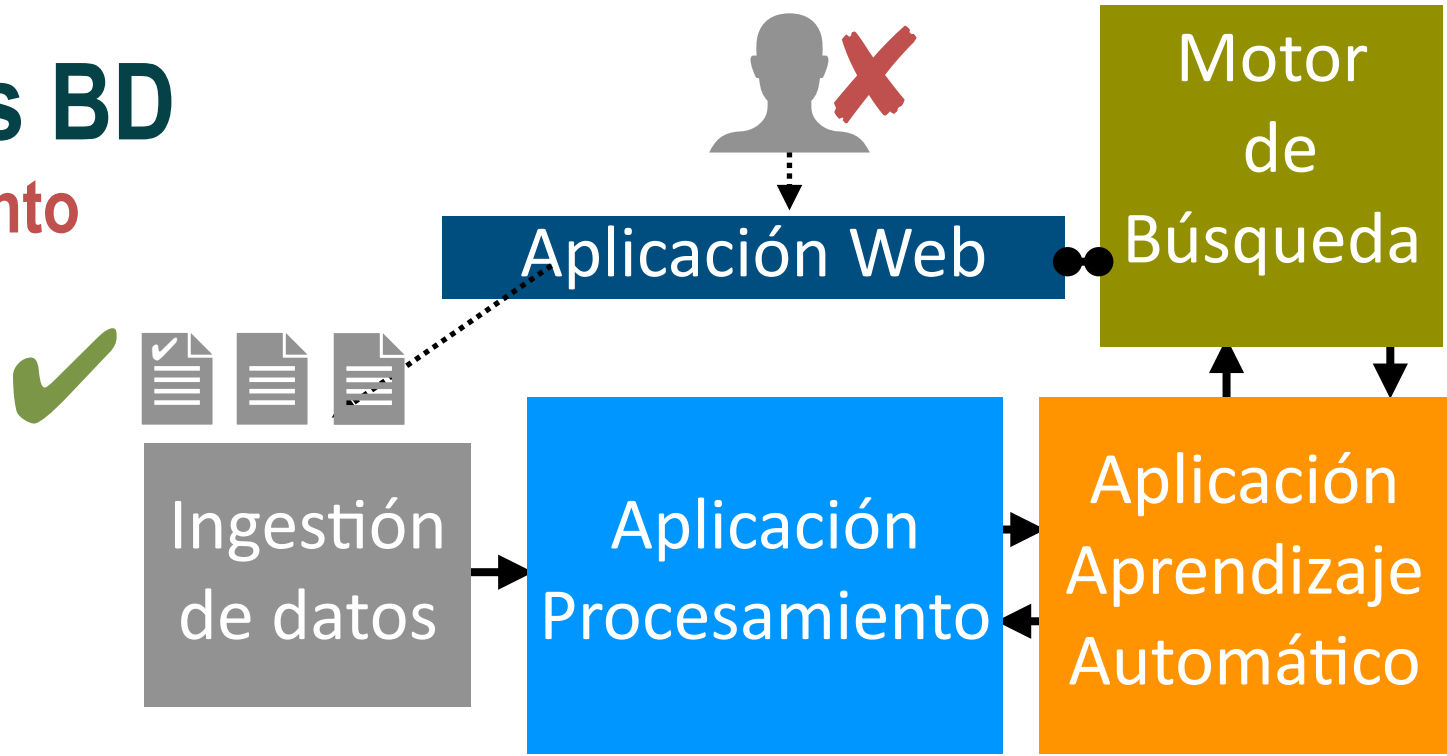 s BD
nto
Aplicación Web
Motor
de
Búsqueda
Ingestión
de datos
Aplicación
Procesamiento
Aplicación
Aprendizaje
Automático